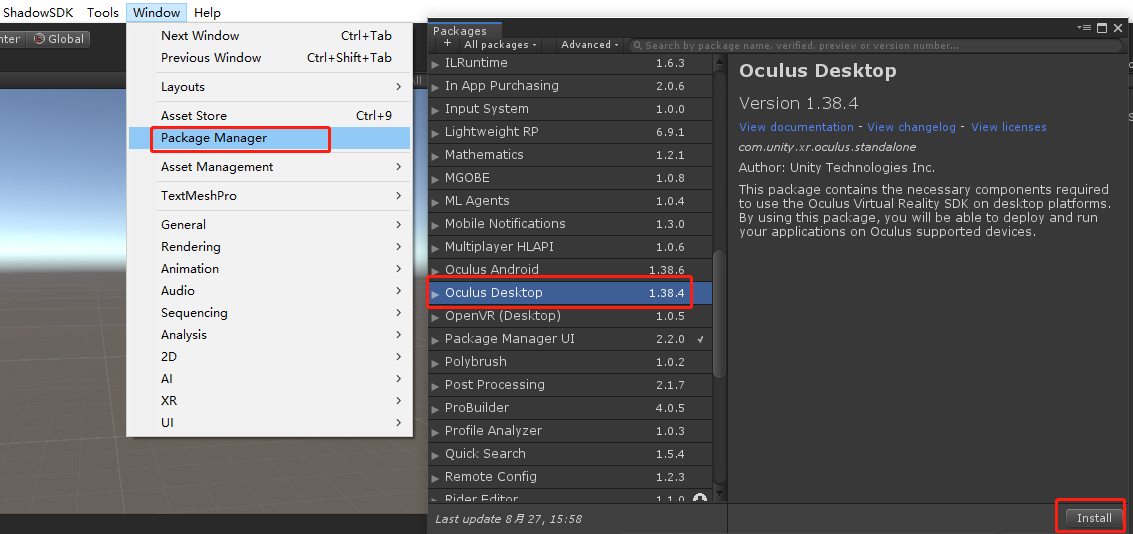 ShadowSDK Tools Window Help
nter Global
Next Window Ctrl+Tab
Previous Window Ctrl+Shift+Tab
Layouts
Asset Store Ctrl+9
Package Manager
Asset Management
TextMeshPro
General
Rendering
Animation
Audio
Sequencing
Analysis
2D
AI
XR
UI
All
Packages
+ All packages Advanced Search by package name, verified, preview or version number...
ILRuntime 1.6.3
In App Purchasing 2.0.6
Input System 1.0.0
Lightweight RP 6.9.1
Mathematics 1.2.1
MGOBE 1.0.8
ML Agents 1.0.4
Mobile Notifications 1.3.0
Multiplayer HLAPI 1.0.6
Oculus Android 1.38.6
Oculus Desktop 1.38.4
OpenVR (Desktop) 1.0.5
Package Manager UI 2.2.0 ✓
Polybrush 1.0.2
Post Processing 2.1.7
ProBuilder 4.0.5
Profile Analyzer 1.0.3
Quick Search 1.5.4
Remote Config 1.2.3
Rider Editor 1.1.0
Last update 8月 27, 15:58
Oculus Desktop
Version 1.38.4
View documentation - View changelog - View licenses
com.unity.xr.oculus.standalone
Author: Unity Technologies Inc.
This package contains the necessary components required
to use the Oculus Virtual Reality SDK on desktop platforms.
By using this package, you will be able to deploy and run
your applications on Oculus supported devices.
Install